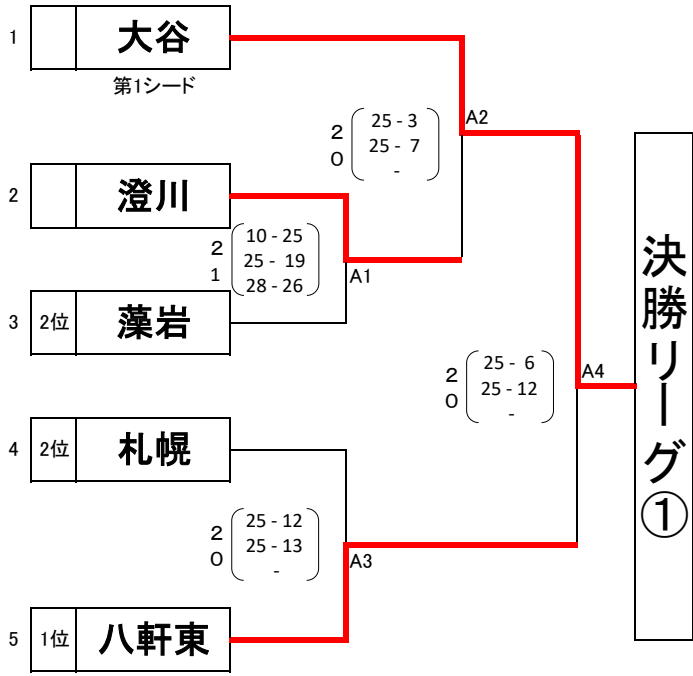 1 大谷
第1シード
2
0
25 - 3
25 - 7
-
A2
2 澄川
2
1
10 - 25
25 - 19
28 - 26
A1
3 2位 藻岩
2
0
25 - 6
25 - 12
-
A4
決勝リーグ①
4 2位 札幌
2
0
25 - 12
25 - 13
-
A3
5 1位 八軒東